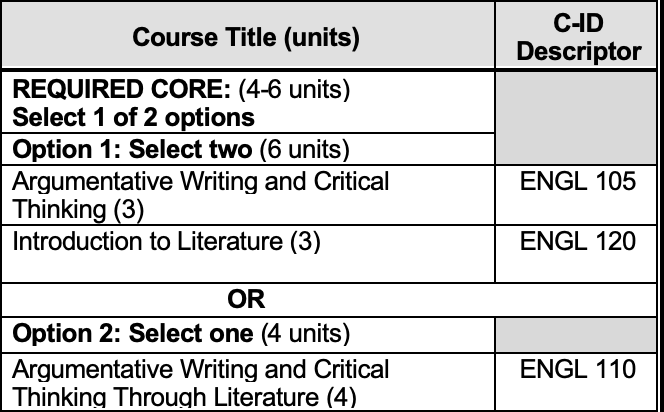 Course Title (units)
C-ID
Descriptor
REQUIRED CORE: (4-6 units)
Select 1 of 2 options
Option 1: Select two (6 units)
Argumentative Writing and Critical
Thinking (3)
ENGL 105
Introduction to Literature (3)
ENGL 120
OR
Option 2: Select one (4 units)
Argumentative Writing and Critical
Thinking Through Literature (4)
ENGL 110